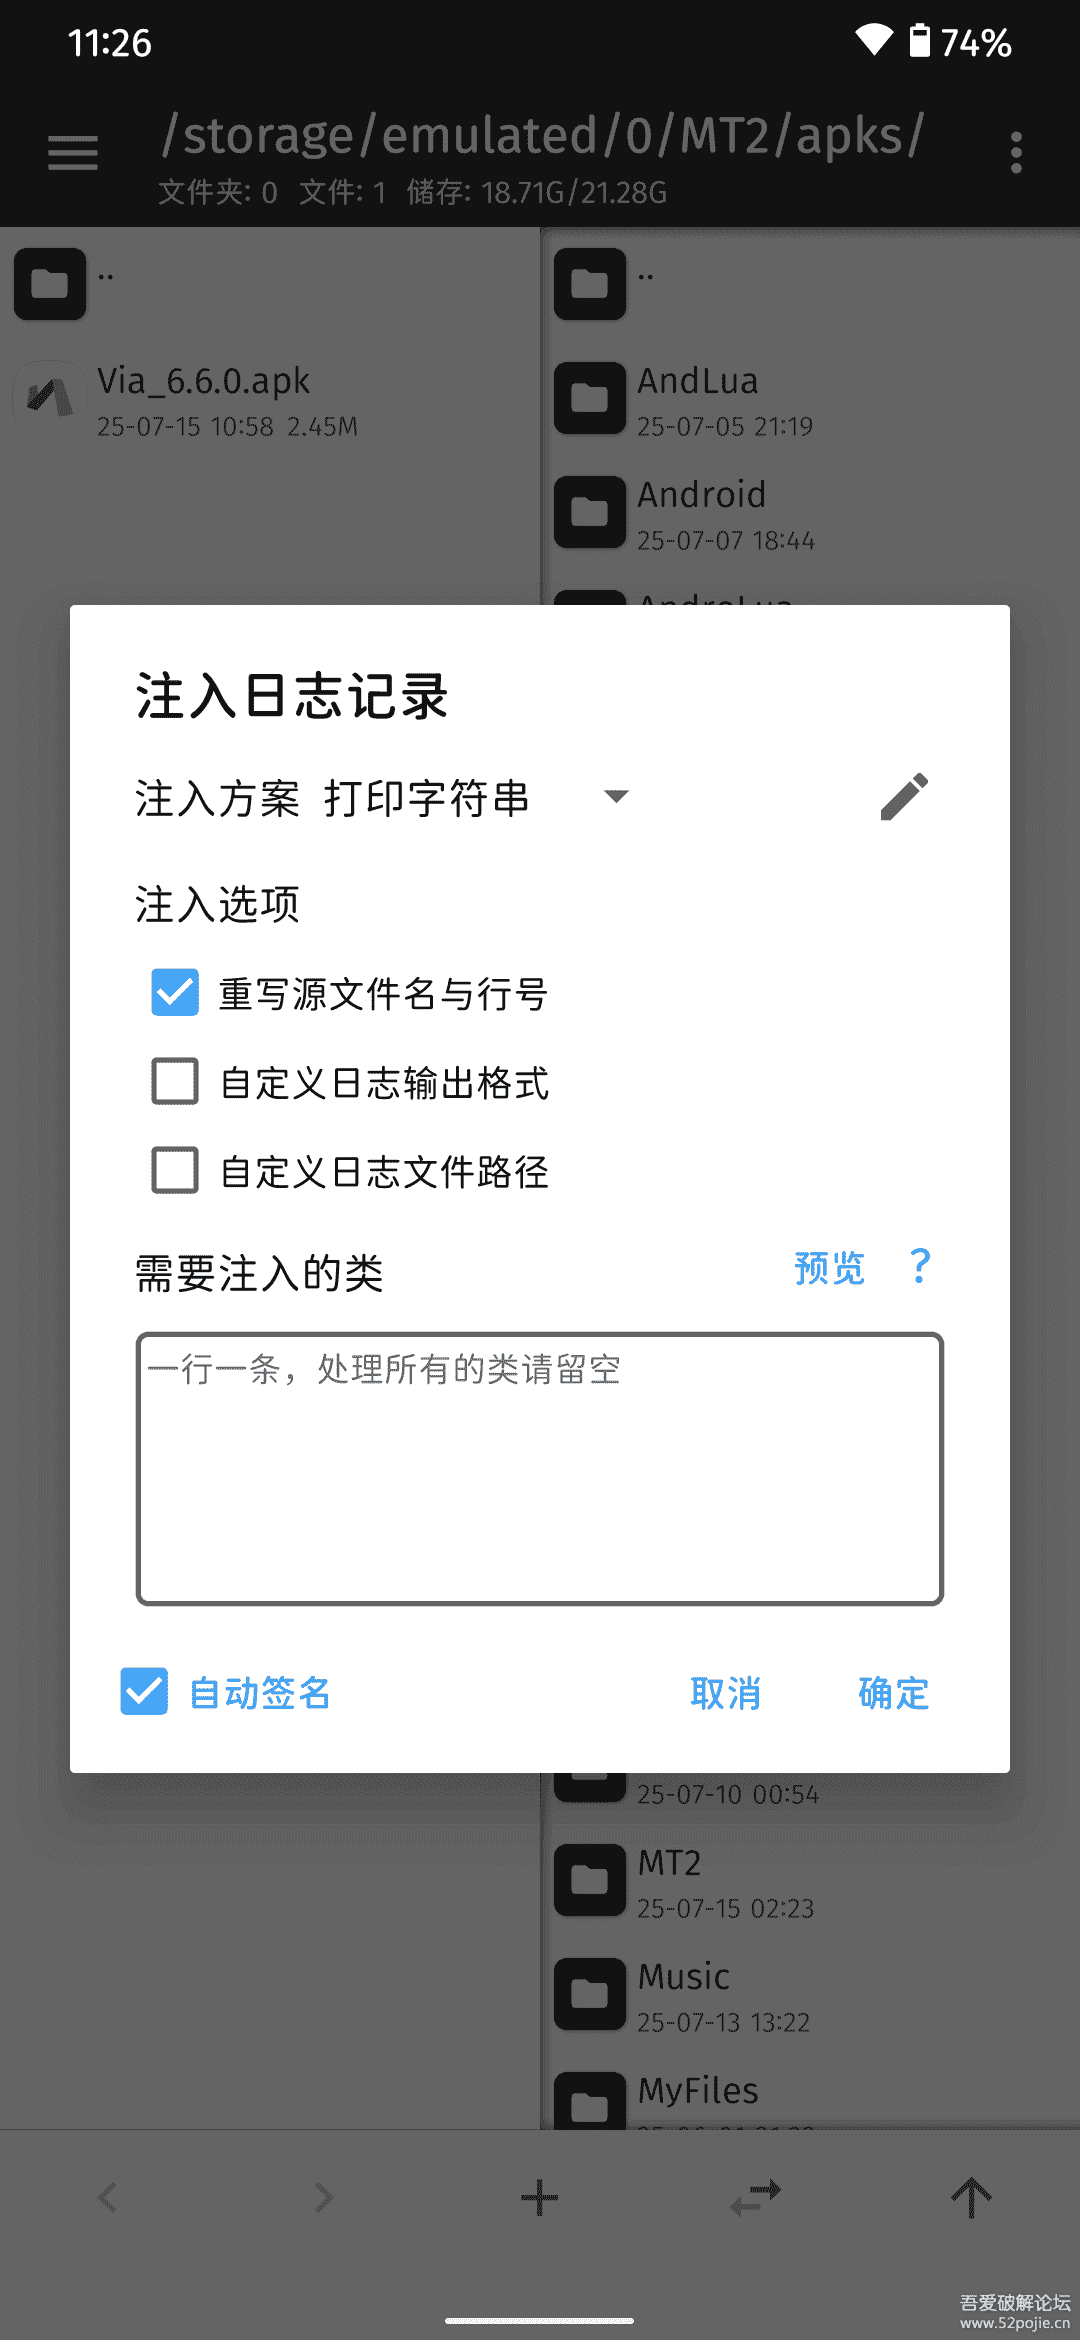 11:26
74%
/storage/emulated/0/MT2/apks/
文件夹: 0 文件: 1 储存: 18.71G/21.28G
..
Via_6.6.0.apk
25-07-15 10:58 2.45M
..
AndLua
25-07-05 21:19
Android
25-07-07 18:44
AndroLua
注入日志记录
注入方案 打印字符串
注入选项
重写源文件名与行号
自定义日志输出格式
自定义日志文件路径
需要注入的类
预览 ?
一行一条，处理所有的类请留空
自动签名 取消 确定
25-07-10 00:54
MT2
25-07-15 02:23
Music
25-07-13 13:22
MyFiles
吾爱破解论坛
www.52pojie.cn